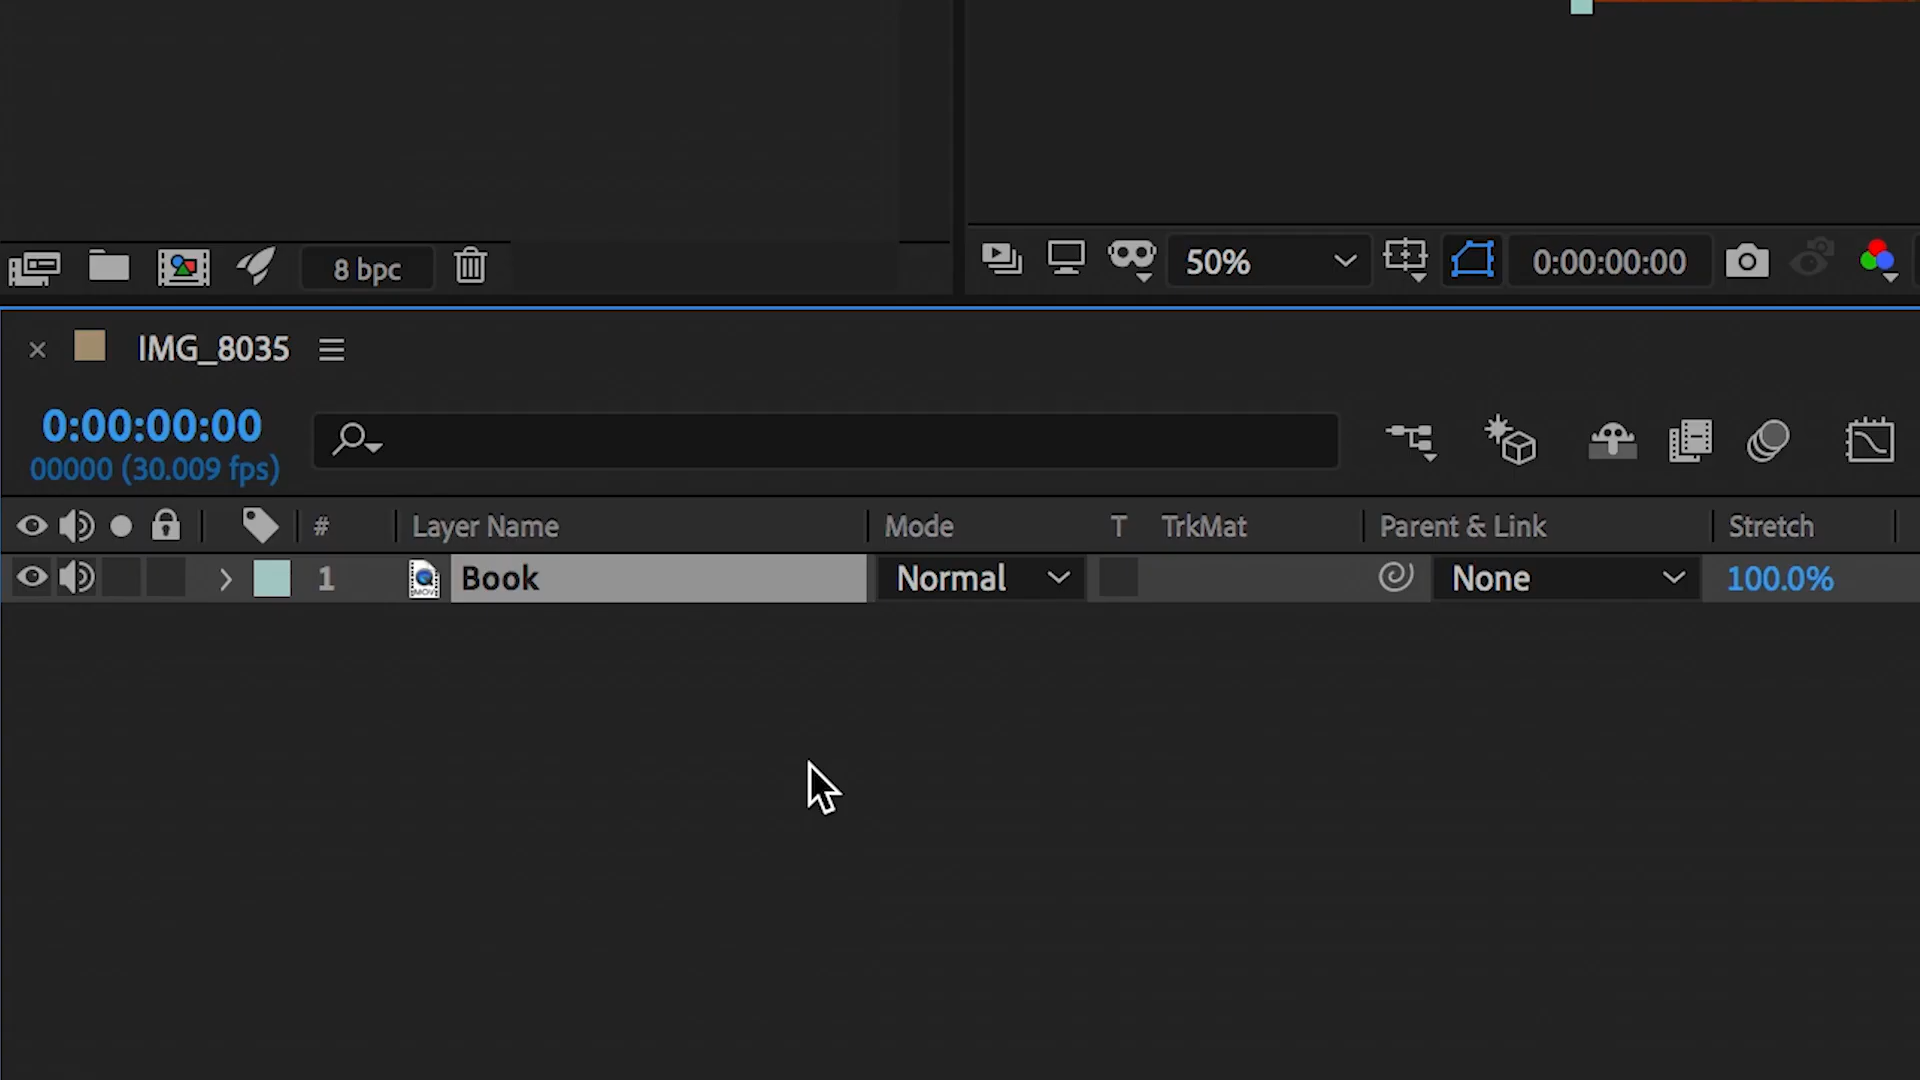 8 bpc
50%
0:00:00:00
IMG_8035
0:00:00:00
00000 (30.009 fps)
# Layer Name Mode T TrkMat Parent & Link Stretch
1 MOV Book Normal None 100.0%